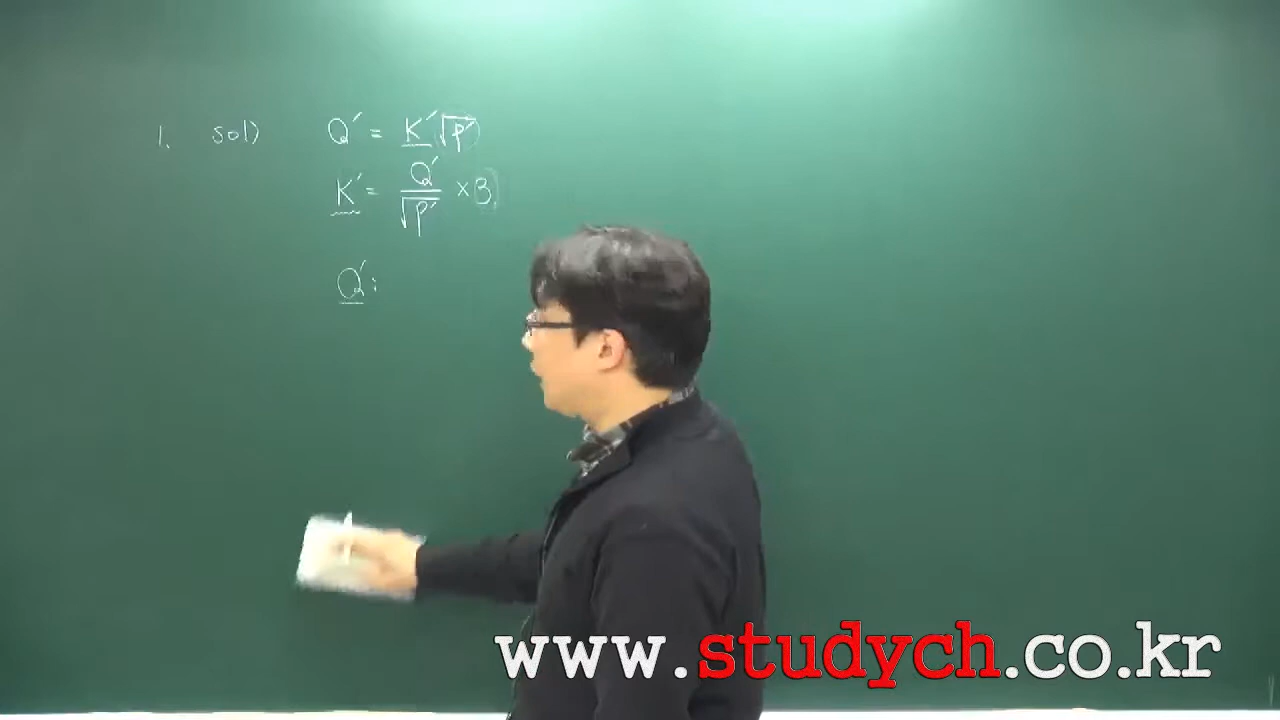 1. sol) Q' = K'√P'
K' = Q'/√P' × B
Q' :
www.studych.co.kr